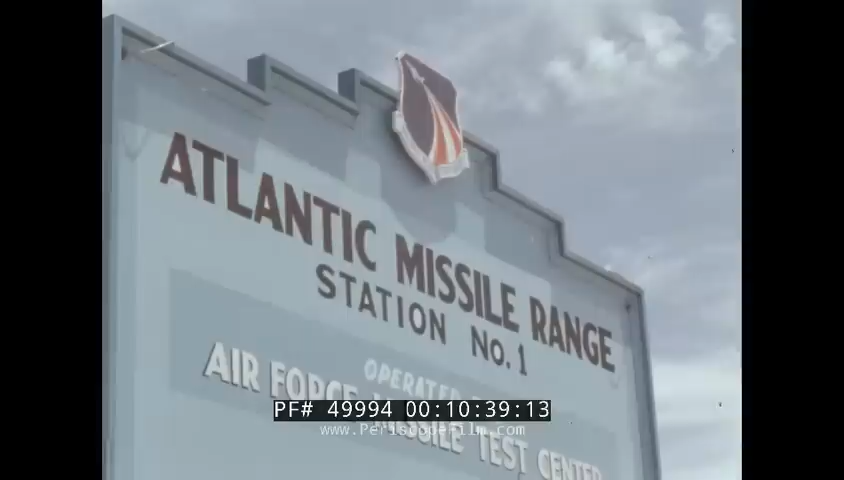 ATLANTIC MISSILE RANGE
STATION No. 1
OPERATED
AIR FORCE MISSILE TEST CENTER
PF# 49994 00:10:39:13
www.PeriscopeFilm.com